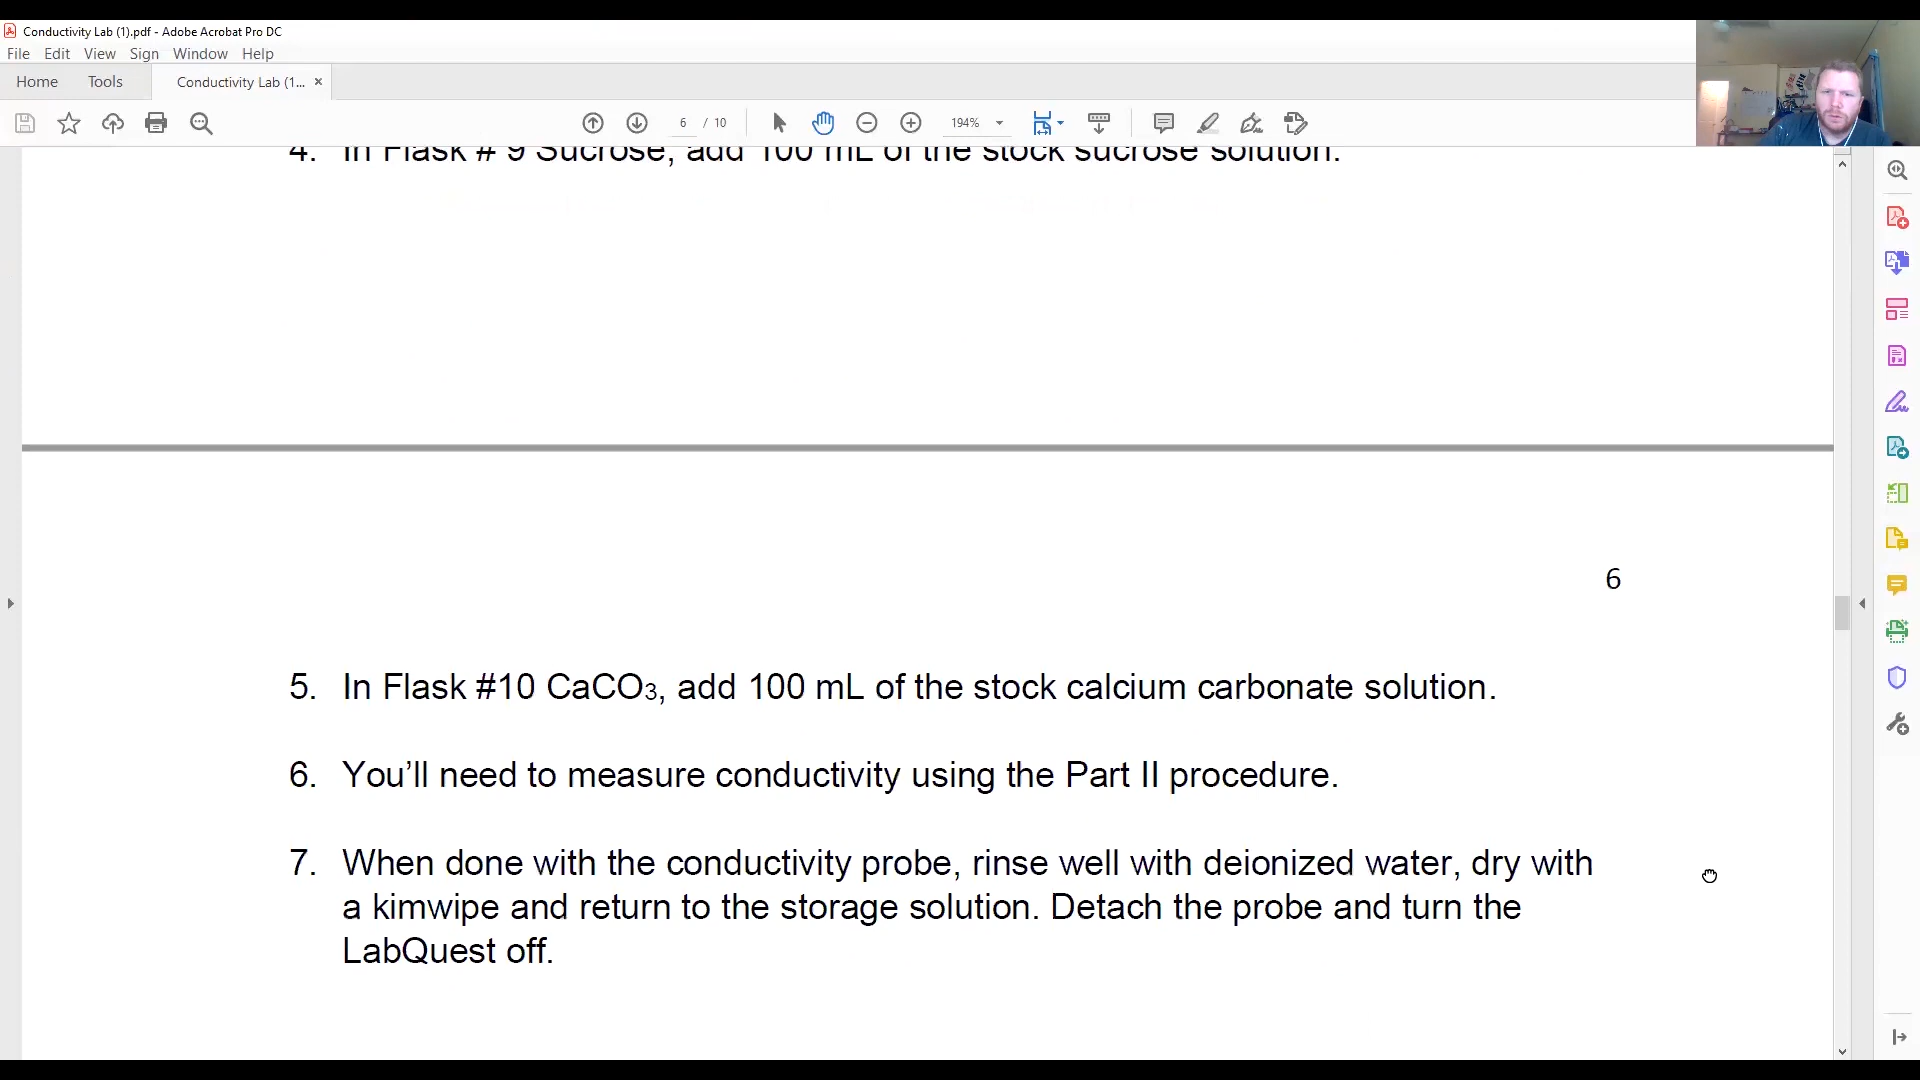 Conductivity Lab (1).pdf - Adobe Acrobat Pro DC
File Edit View Sign Window Help
Home Tools Conductivity Lab (1... ×
6 / 10 194%
4. In Flask # 9 Sucrose, add 100 mL of the stock sucrose solution.
6
5. In Flask #10 CaCO₃, add 100 mL of the stock calcium carbonate solution.
6. You’ll need to measure conductivity using the Part II procedure.
7. When done with the conductivity probe, rinse well with deionized water, dry with
a kimwipe and return to the storage solution. Detach the probe and turn the
LabQuest off.